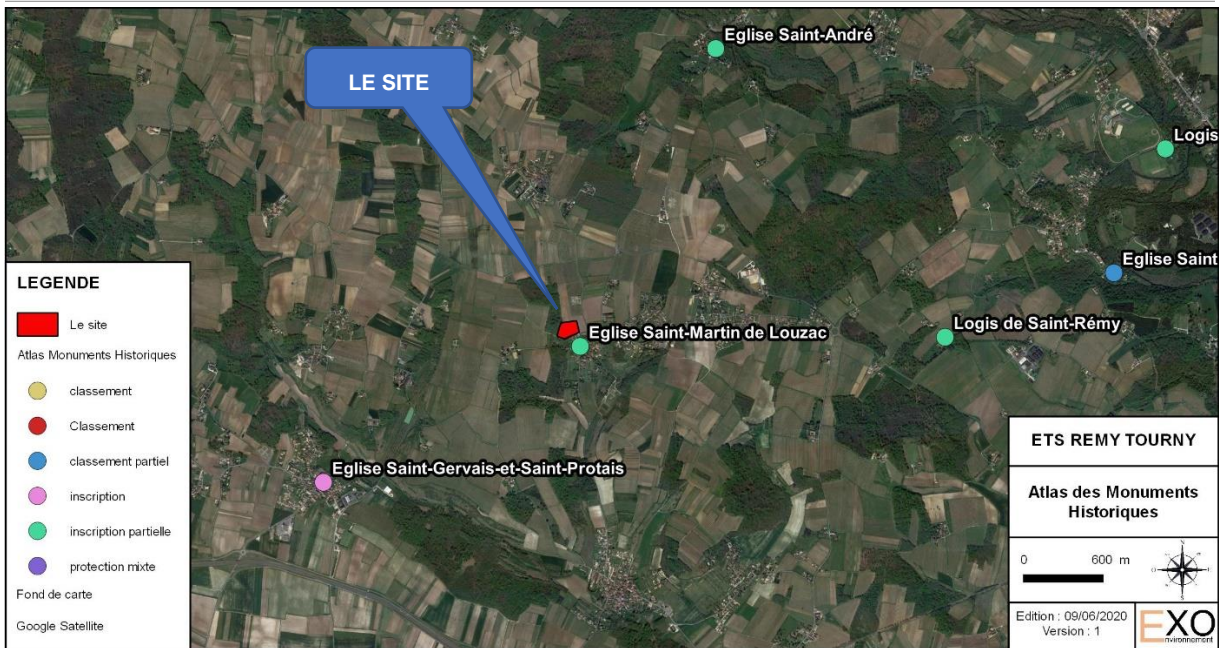 Eglise Saint-André
LE SITE
Logis
Eglise Saint
Eglise Saint-Martin de Louzac
Logis de Saint-Rémy
Eglise Saint-Gervais-et-Saint-Protais
LEGENDE
Le site
Atlas Monuments Historiques
classement
Classement
classement partiel
inscription
inscription partielle
protection mixte
Fond de carte
Google Satellite
ETS REMY TOURNY
Atlas des Monuments
Historiques
0 600 m
Edition : 09/06/2020
Version : 1
EXO
environnement